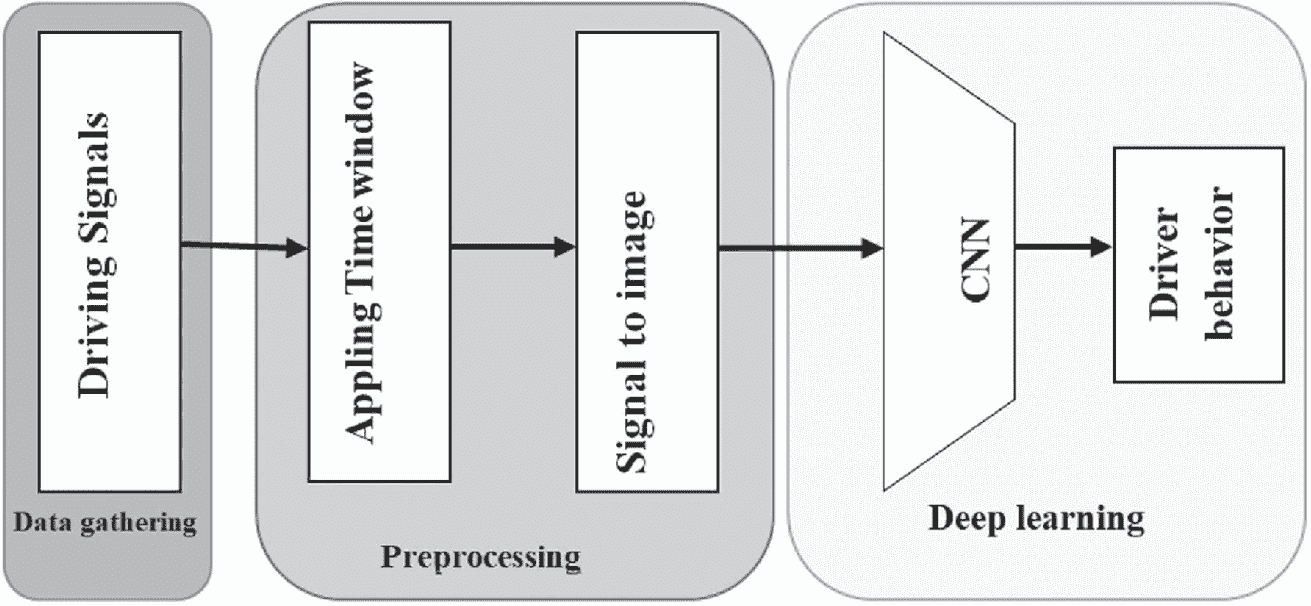 Driving Signals
Data gathering
Appling Time window
Signal to image
Preprocessing
CNN
Driver
behavior
Deep learning